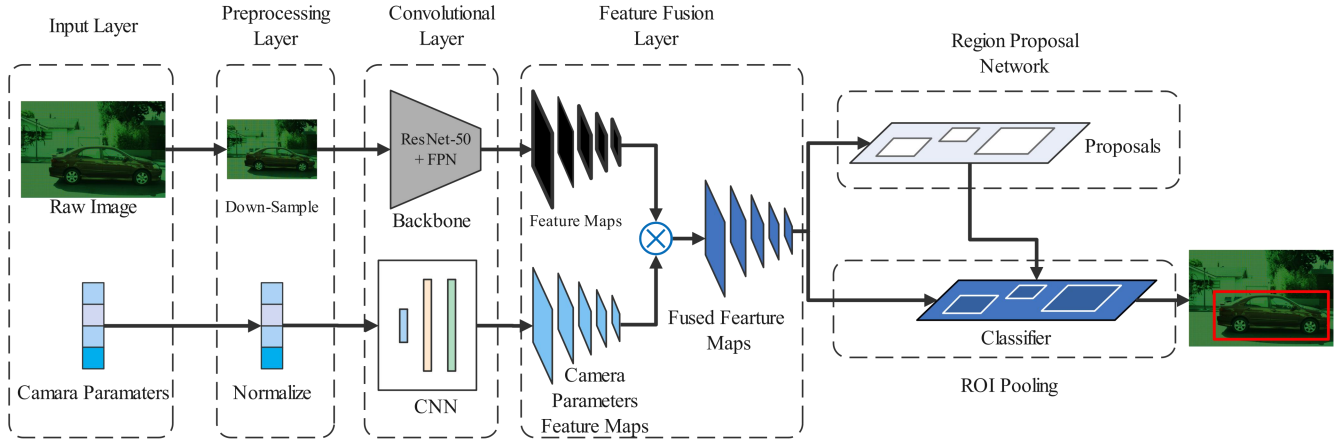 Input Layer
Preprocessing
Layer
Convolutional
Layer
Feature Fusion
Layer
Region Proposal
Network
Raw Image
Down-Sample
ResNet-50
+ FPN
Backbone
Feature Maps
Proposals
Camara Paramaters
Normalize
CNN
Camera
Parameters
Feature Maps
Fused Fearture
Maps
Classifier
ROI Pooling